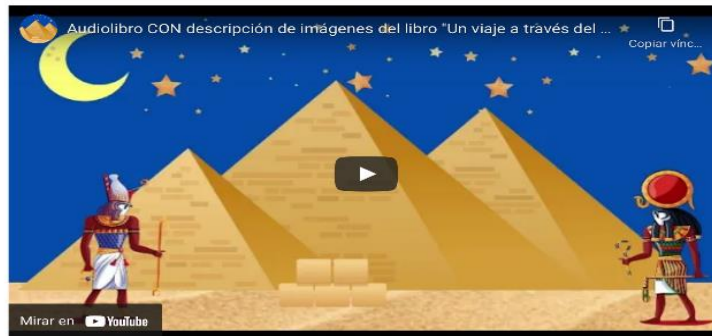 Audiolibro CON descripción de imágenes del libro “Un viaje a través del ...
Copiar vínc...
Mirar en YouTube